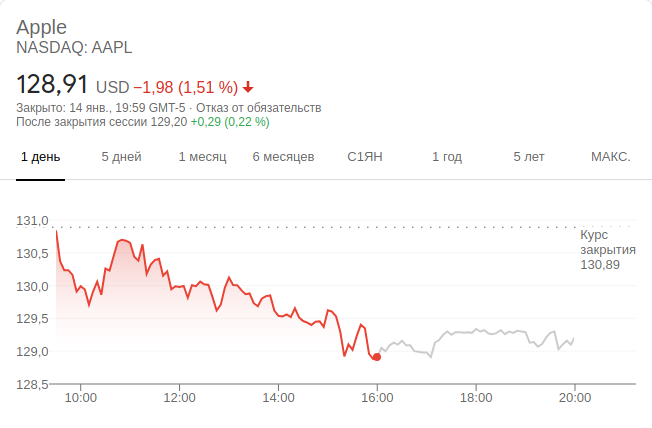 Apple
NASDAQ: AAPL
128,91 USD −1,98 (1,51 %)
Закрыто: 14 янв., 19:59 GMT-5 · Отказ от обязательств
После закрытия сессии 129,20 +0,29 (0,22 %)
1 день 5 дней 1 месяц 6 месяцев С1ЯН 1 год 5 лет МАКС.
131,0
Курс
закрытия
130,89
130,5
130,0
129,5
129,0
128,5
10:00 12:00 14:00 16:00 18:00 20:00